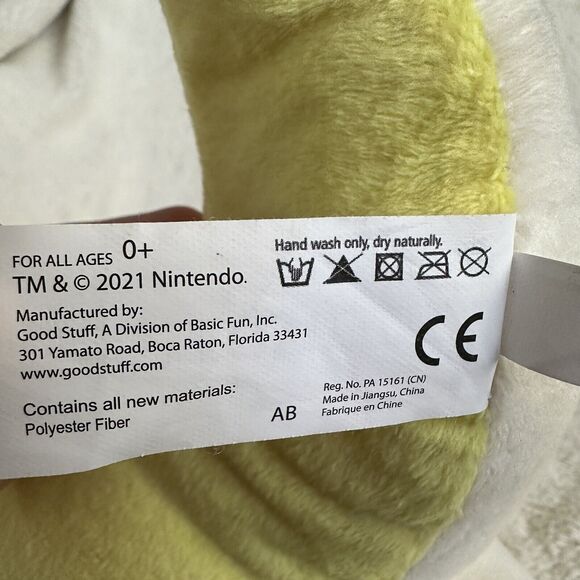 FOR ALL AGES 0+
TM & © 2021 Nintendo.
Manufactured by:
Good Stuff, A Division of Basic Fun, Inc.
301 Yamato Road, Boca Raton, Florida 33431
www.goodstuff.com
Contains all new materials:
Polyester Fiber
AB
Hand wash only, dry naturally.
CE
Reg. No. PA 15161 (CN)
Made in Jiangsu, China
Fabrique en Chine